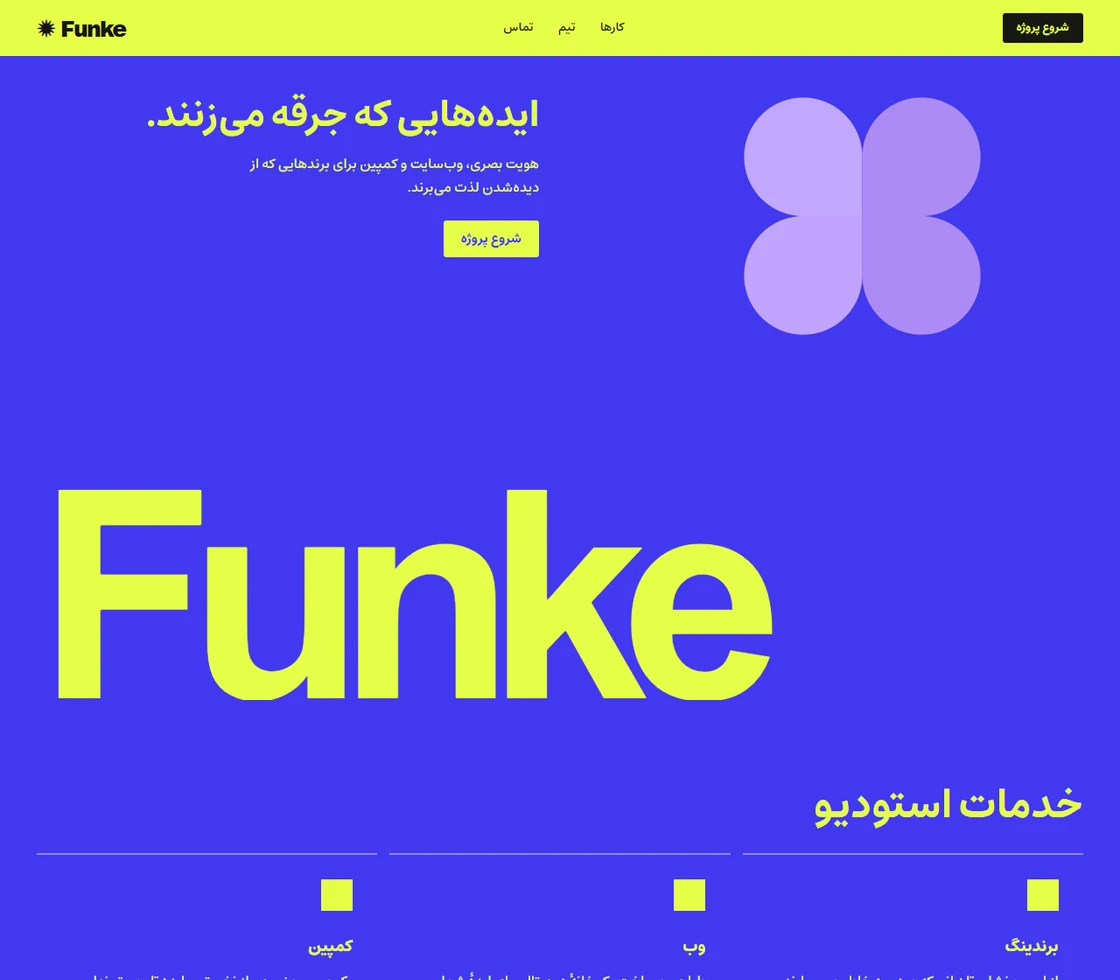 شروع پروژه
کارها
تیم
تماس
Funke
ایده‌هایی که جرقه می‌زنند.
هویت بصری، وب‌سایت و کمپین برای برندهایی که از
دیده‌شدن لذت می‌برند.
شروع پروژه
Funke
خدمات استودیو
برندینگ
وب
کمپین